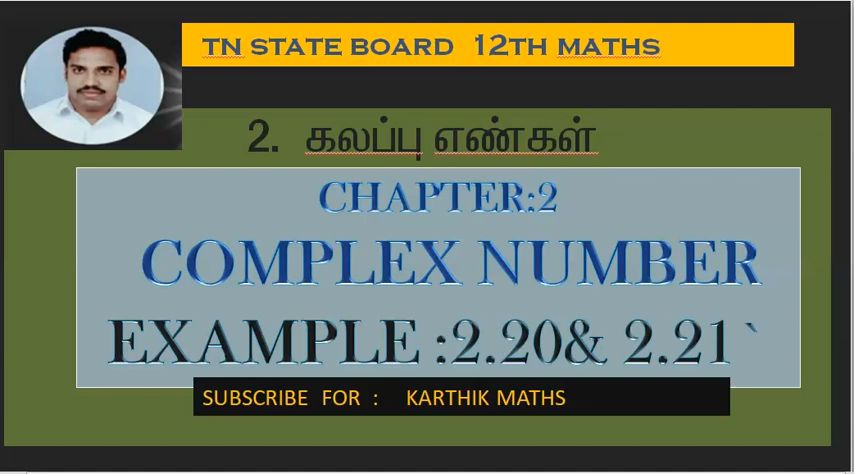 TN STATE BOARD 12TH MATHS
2. கலப்பு எண்கள்
CHAPTER:2
COMPLEX NUMBER
EXAMPLE :2.20& 2.21`
SUBSCRIBE FOR : KARTHIK MATHS